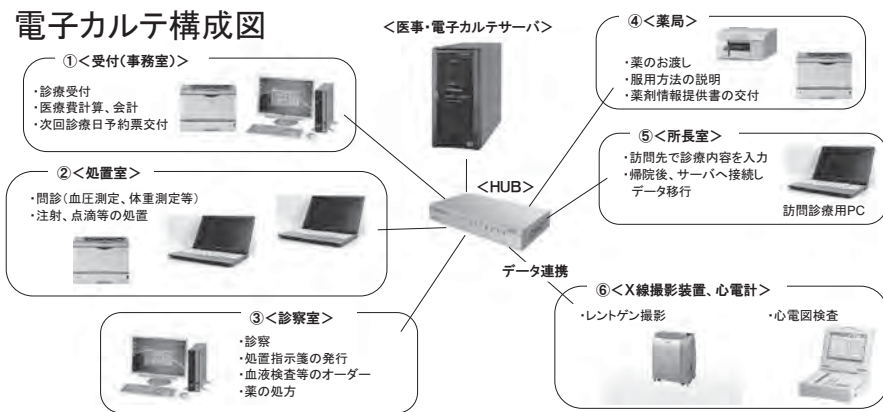 電子カルテ構成図
＜医事・電子カルテサーバ＞
①＜受付(事務室)＞
・診療受付
・医療費計算、会計
・次回診療日予約票交付
②＜処置室＞
・問診(血圧測定、体重測定等)
・注射、点滴等の処置
③＜診察室＞
・診察
・処置指示箋の発行
・血液検査等のオーダー
・薬の処方
＜HUB＞
データ連携
④＜薬局＞
・薬のお渡し
・服用方法の説明
・薬剤情報提供書の交付
⑤＜所長室＞
・訪問先で診療内容を入力
・帰院後、サーバへ接続し
データ移行
訪問診療用PC
⑥＜X線撮影装置、心電計＞
・レントゲン撮影
・心電図検査